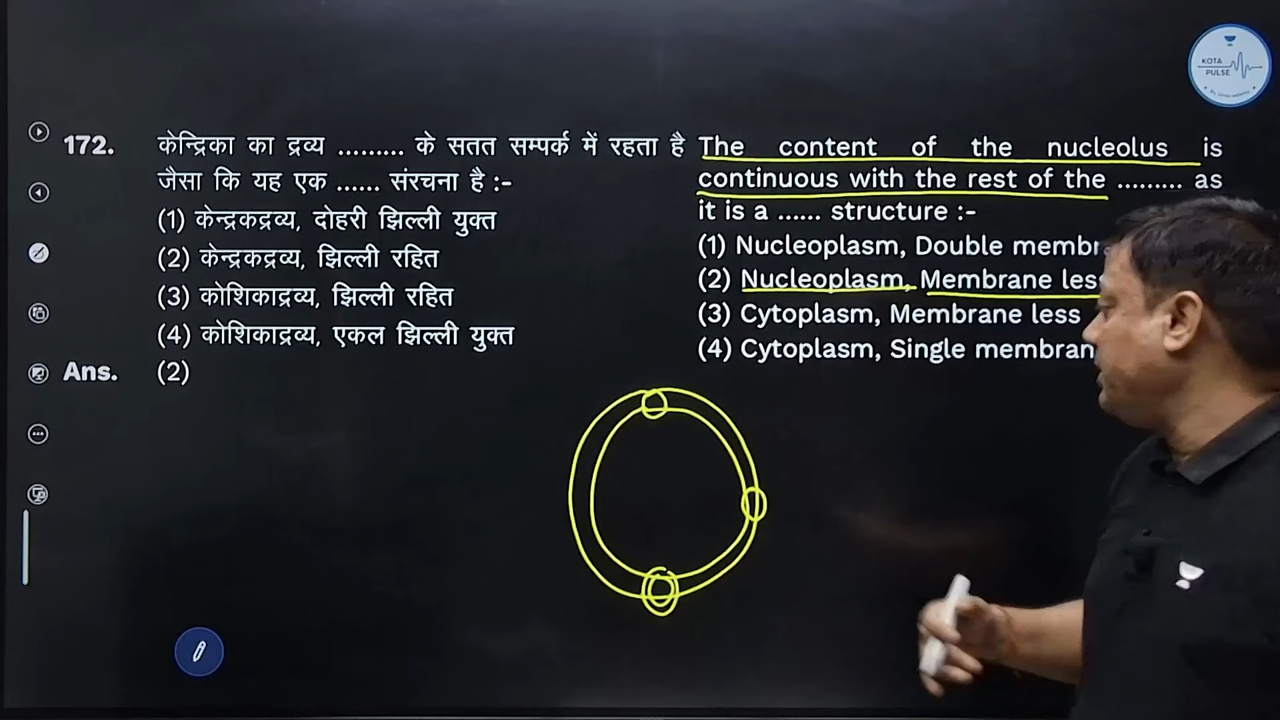 KOTA
PULSE
172.
केन्द्रिका का द्रव्य ......... के सतत सम्पर्क में रहता है
जैसा कि यह एक ...... संरचना है :-
(1) केन्द्रकद्रव्य, दोहरी झिल्ली युक्त
(2) केन्द्रकद्रव्य, झिल्ली रहित
(3) कोशिकाद्रव्य, झिल्ली रहित
(4) कोशिकाद्रव्य, एकल झिल्ली युक्त
Ans. (2)
The content of the nucleolus is
continuous with the rest of the ......... as
it is a ...... structure :-
(1) Nucleoplasm, Double
(2) Nucleoplasm, Membrane
(3) Cytoplasm, Membrane less
(4) Cytoplasm, Single